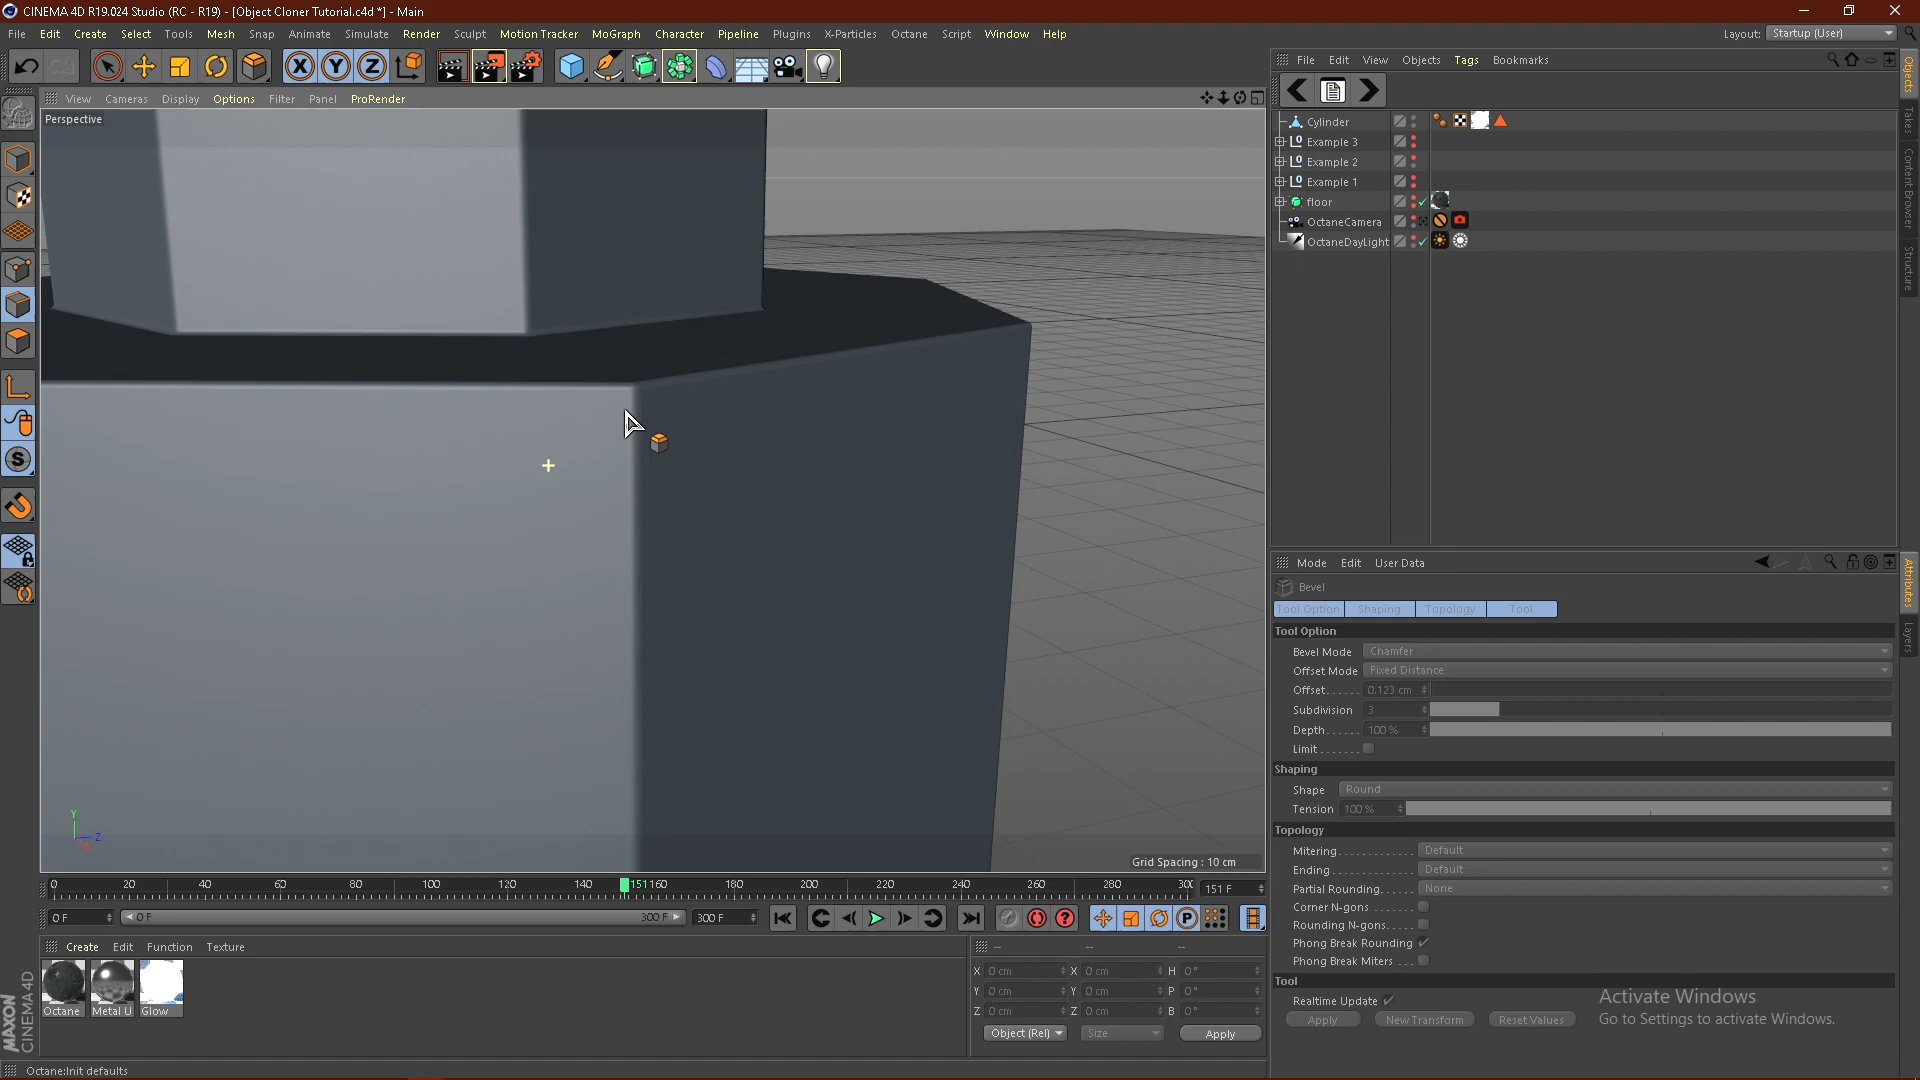 CINEMA 4D R19.024 Studio (RC - R19) - [Object Cloner Tutorial.c4d *] - Main
File Edit Create Select Tools Mesh Snap Animate Simulate Render Sculpt Motion Tracker MoGraph Character Pipeline Plugins X-Particles Octane Script Window Help
Layout: Startup (User)
File Edit View Objects Tags Bookmarks
View Cameras Display Options Filter Panel ProRender
Perspective
Cylinder
Example 3
Example 2
Example 1
floor
OctaneCamera
OctaneDayLight
Objects
Takes
Content Browser
Structure
Mode Edit User Data
Bevel
Tool Option Shaping Topology Tool
Tool Option
Bevel Mode Chamfer
Offset Mode Fixed Distance
Offset...... 0.123 cm
Subdivision 3
Depth...... 100 %
Limit.......
Shaping
Shape Round
Tension 100 %
Topology
Mitering............. Default
Ending.............. Default
Partial Rounding...... None
Corner N-gons .......
Rounding N-gons.....
Phong Break Rounding
Phong Break Miters ...
Tool
Realtime Update
Apply New Transform Reset Values
Activate Windows
Go to Settings to activate Windows.
Attributes
Layers
Y
Z
X
Grid Spacing : 10 cm
0 20 40 60 80 100 120 140 151 160 180 200 220 240 260 280 30 151 F
0 F 0 F 300 F 300 F
Create Edit Function Texture
Octane Metal U Glow
-- -- --
X 0 cm X 0 cm H 0 °
Y 0 cm Y 0 cm P 0 °
Z 0 cm Z 0 cm B 0 °
Object (Rel) Size Apply
MAXON
CINEMA 4D
Octane:Init defaults